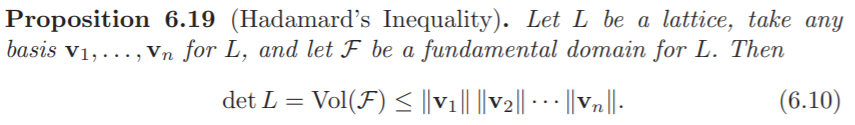 Proposition 6.19 (Hadamard's Inequality). Let L be a lattice, take any
basis v₁, . . . , vₙ for L, and let ℱ be a fundamental domain for L. Then
det L = Vol(ℱ) ≤ ‖v₁‖ ‖v₂‖ · · · ‖vₙ‖. (6.10)